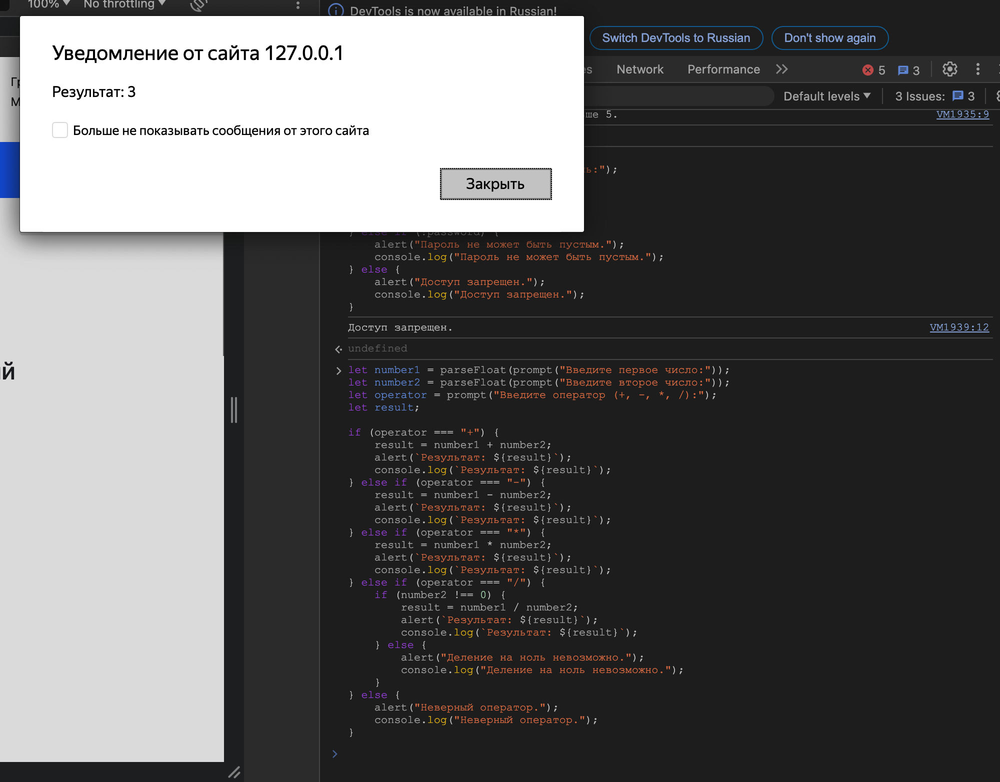 100% ▼ No throttling ▼
DevTools is now available in Russian!
Switch DevTools to Russian
Don't show again
Уведомление от сайта 127.0.0.1
Результат: 3
Больше не показывать сообщения от этого сайта
Закрыть
Network Performance 5 3
Default levels ▼ 3 Issues: 3
ше 5. VM1935:9
ь:");
} else if (!password) {
alert("Пароль не может быть пустым.");
console.log("Пароль не может быть пустым.");
} else {
alert("Доступ запрещен.");
console.log("Доступ запрещен.");
}
Доступ запрещен. VM1939:12
undefined
let number1 = parseFloat(prompt("Введите первое число:"));
let number2 = parseFloat(prompt("Введите второе число:"));
let operator = prompt("Введите оператор (+, -, *, /):");
let result;
if (operator === "+") {
result = number1 + number2;
alert(`Результат: ${result}`);
console.log(`Результат: ${result}`);
} else if (operator === "-") {
result = number1 - number2;
alert(`Результат: ${result}`);
console.log(`Результат: ${result}`);
} else if (operator === "*") {
result = number1 * number2;
alert(`Результат: ${result}`);
console.log(`Результат: ${result}`);
} else if (operator === "/") {
if (number2 !== 0) {
result = number1 / number2;
alert(`Результат: ${result}`);
console.log(`Результат: ${result}`);
} else {
alert("Деление на ноль невозможно.");
console.log("Деление на ноль невозможно.");
}
} else {
alert("Неверный оператор.");
console.log("Неверный оператор.");
}